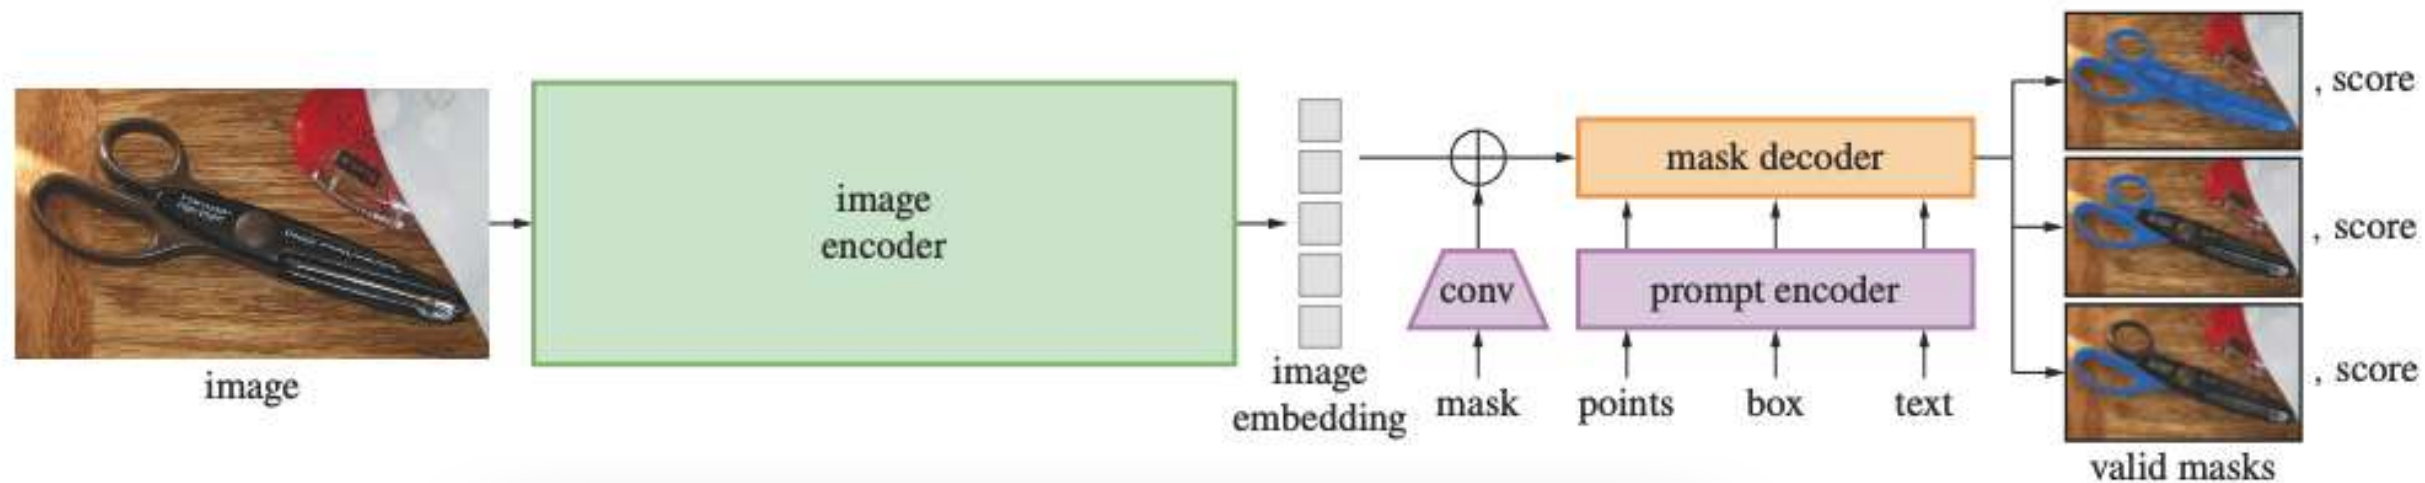 image
image
encoder
image
embedding
conv
mask
mask decoder
prompt encoder
points
box
text
, score
, score
, score
valid masks